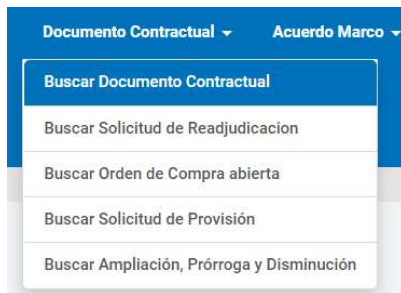 Documento Contractual Acuerdo Marco
Buscar Documento Contractual
Buscar Solicitud de Readjudicacion
Buscar Orden de Compra abierta
Buscar Solicitud de Provisión
Buscar Ampliación, Prórroga y Disminución